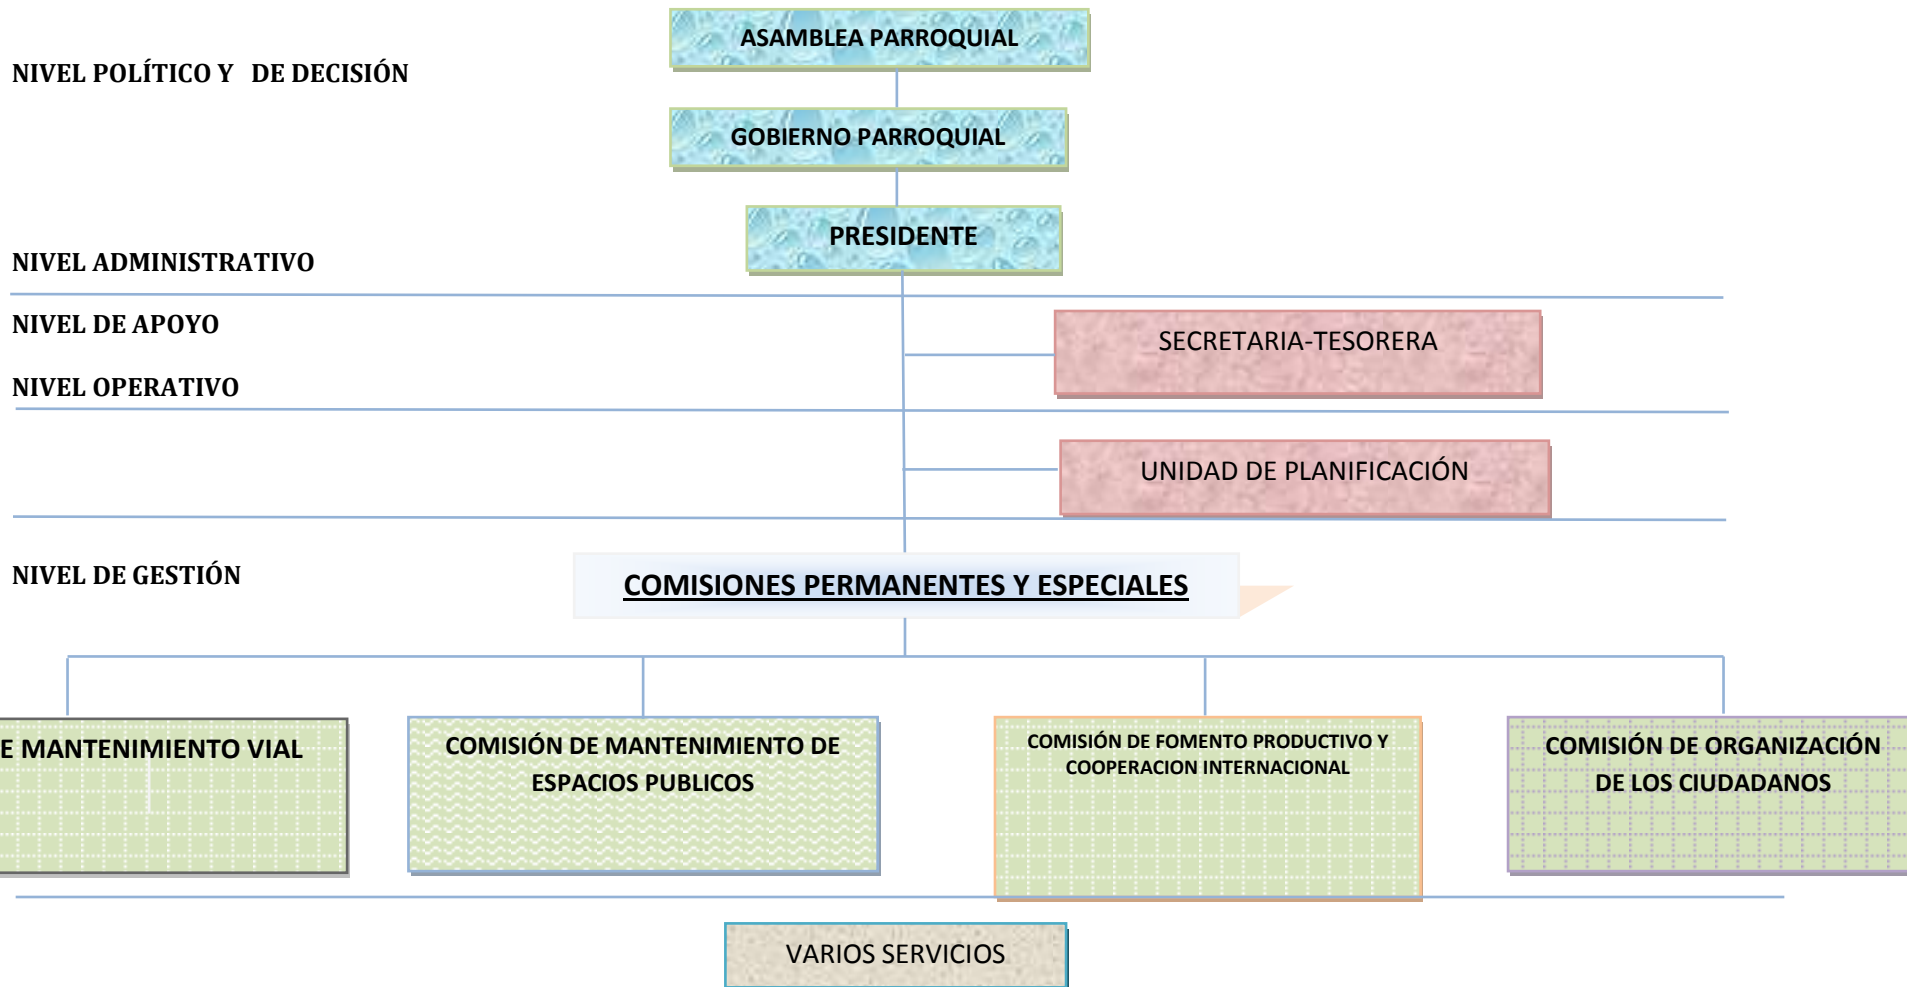 ASAMBLEA PARROQUIAL
NIVEL POLÍTICO Y DE DECISIÓN
GOBIERNO PARROQUIAL
PRESIDENTE
NIVEL ADMINISTRATIVO
NIVEL DE APOYO
SECRETARIA-TESORERA
NIVEL OPERATIVO
UNIDAD DE PLANIFICACIÓN
NIVEL DE GESTIÓN
COMISIONES PERMANENTES Y ESPECIALES
E MANTENIMIENTO VIAL
COMISIÓN DE MANTENIMIENTO DE
ESPACIOS PUBLICOS
COMISIÓN DE FOMENTO PRODUCTIVO Y
COOPERACION INTERNACIONAL
COMISIÓN DE ORGANIZACIÓN
DE LOS CIUDADANOS
VARIOS SERVICIOS